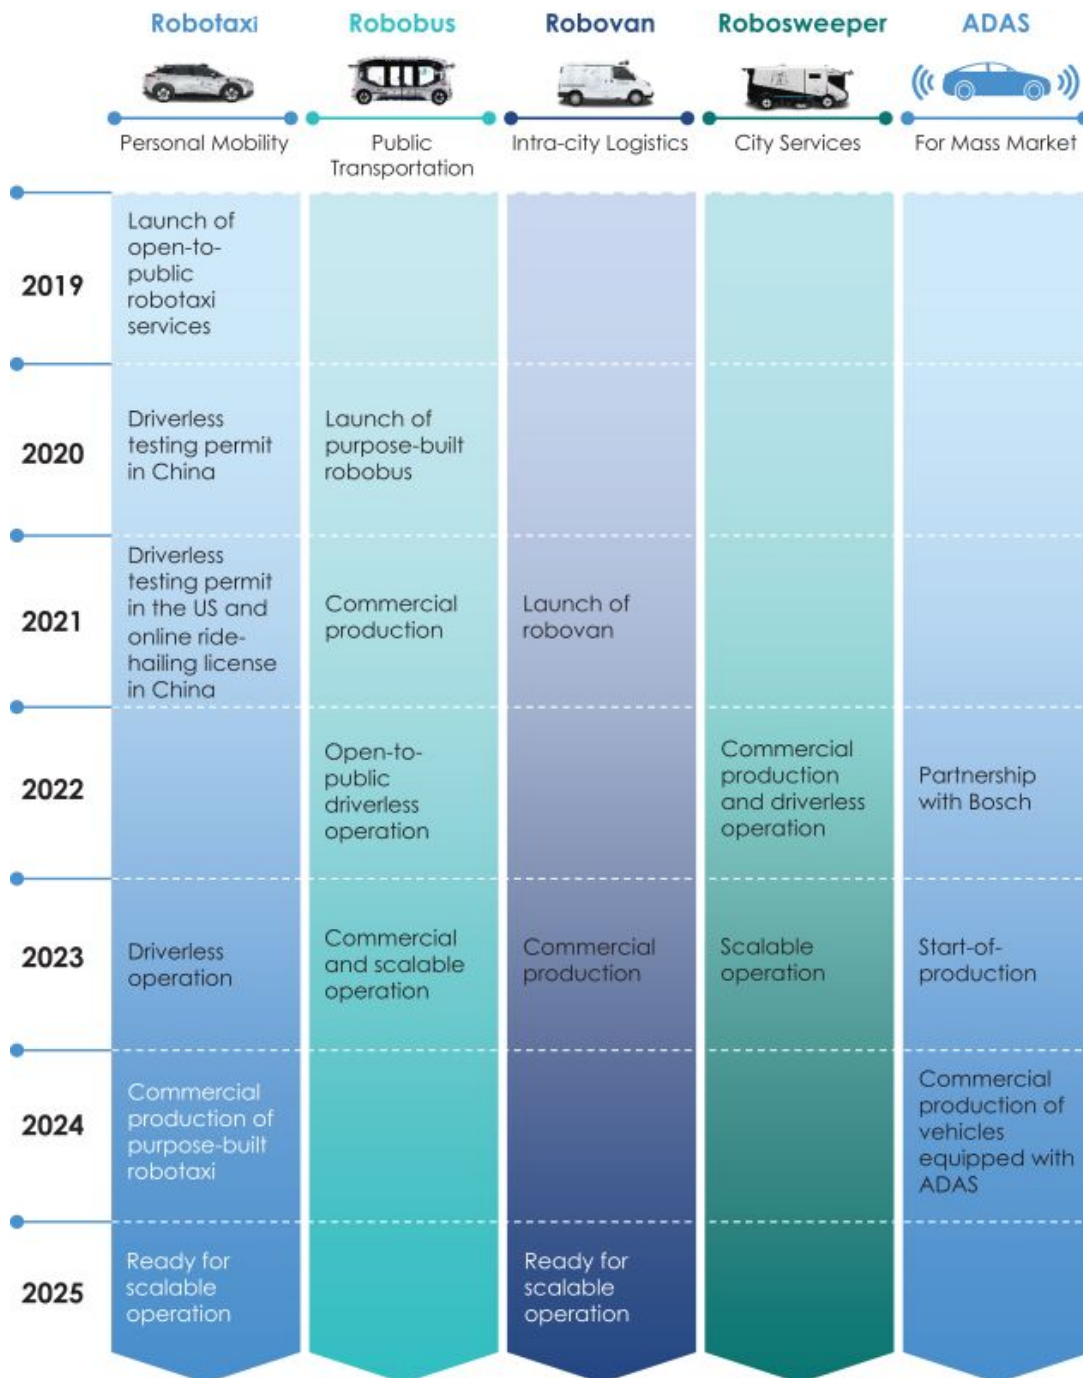 Robotaxi
Robobus
Robovan
Robosweeper
ADAS
Personal Mobility
Public
Transportation
Intra-city Logistics
City Services
For Mass Market
2019
Launch of
open-to-
public
robotaxi
services
2020
Driverless
testing permit
in China
Launch of
purpose-built
robobus
2021
Driverless
testing permit
in the US and
online ride-
hailing license
in China
Commercial
production
Launch of
robovan
2022
Open-to-
public
driverless
operation
Commercial
production
and driverless
operation
Partnership
with Bosch
2023
Driverless
operation
Commercial
and scalable
operation
Commercial
production
Scalable
operation
Start-of-
production
2024
Commercial
production of
purpose-built
robotaxi
Commercial
production of
vehicles
equipped with
ADAS
2025
Ready for
scalable
operation
Ready for
scalable
operation